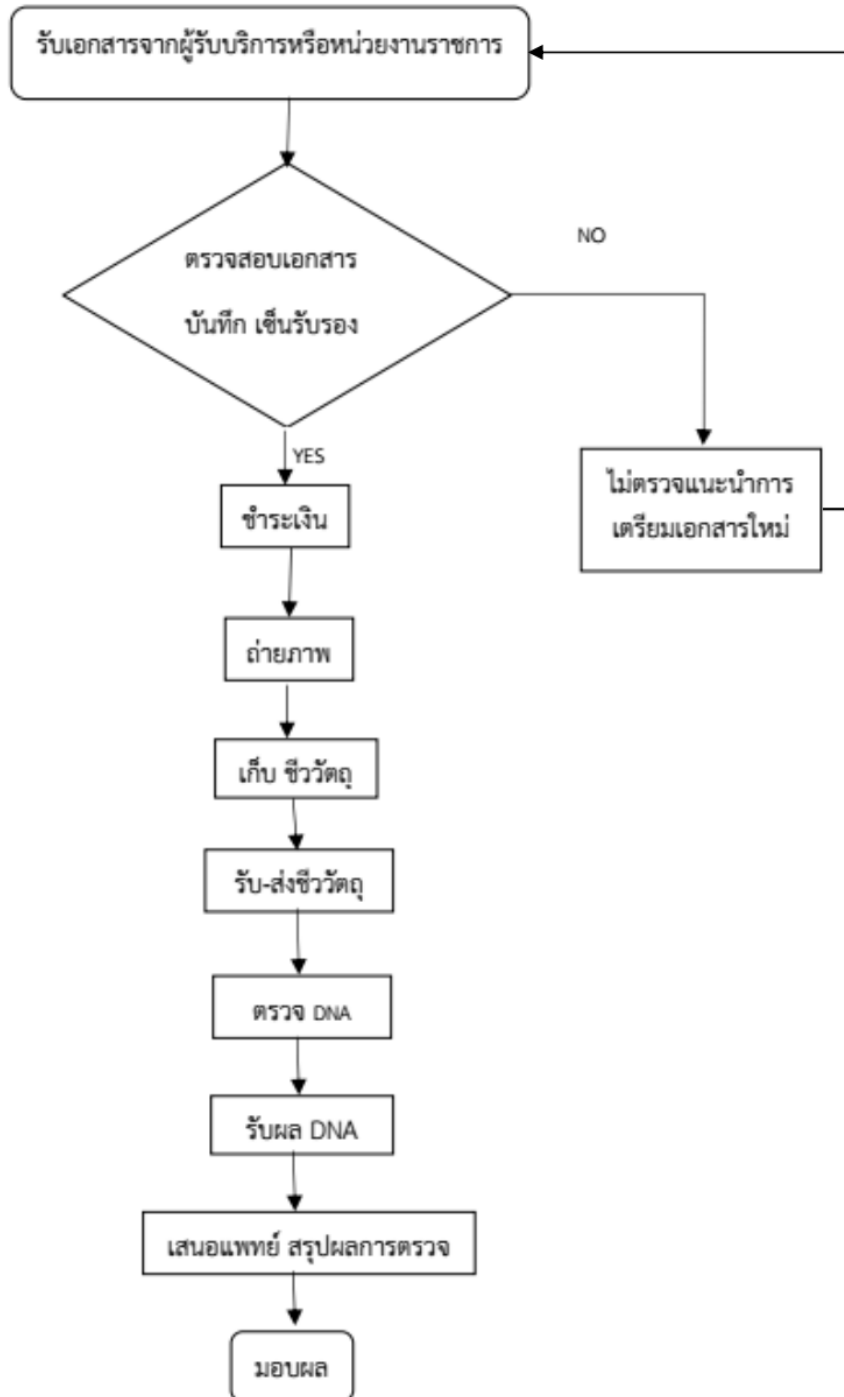 รับเอกสารจากผู้รับบริการหรือหน่วยงานราชการ
ตรวจสอบเอกสาร
บันทึก เซ็นรับรอง
NO
YES
ไม่ตรวจแนะนำการ
เตรียมเอกสารใหม่
ชำระเงิน
ถ่ายภาพ
เก็บ ชีววัตถุ
รับ-ส่งชีววัตถุ
ตรวจ DNA
รับผล DNA
เสนอแพทย์ สรุปผลการตรวจ
มอบผล